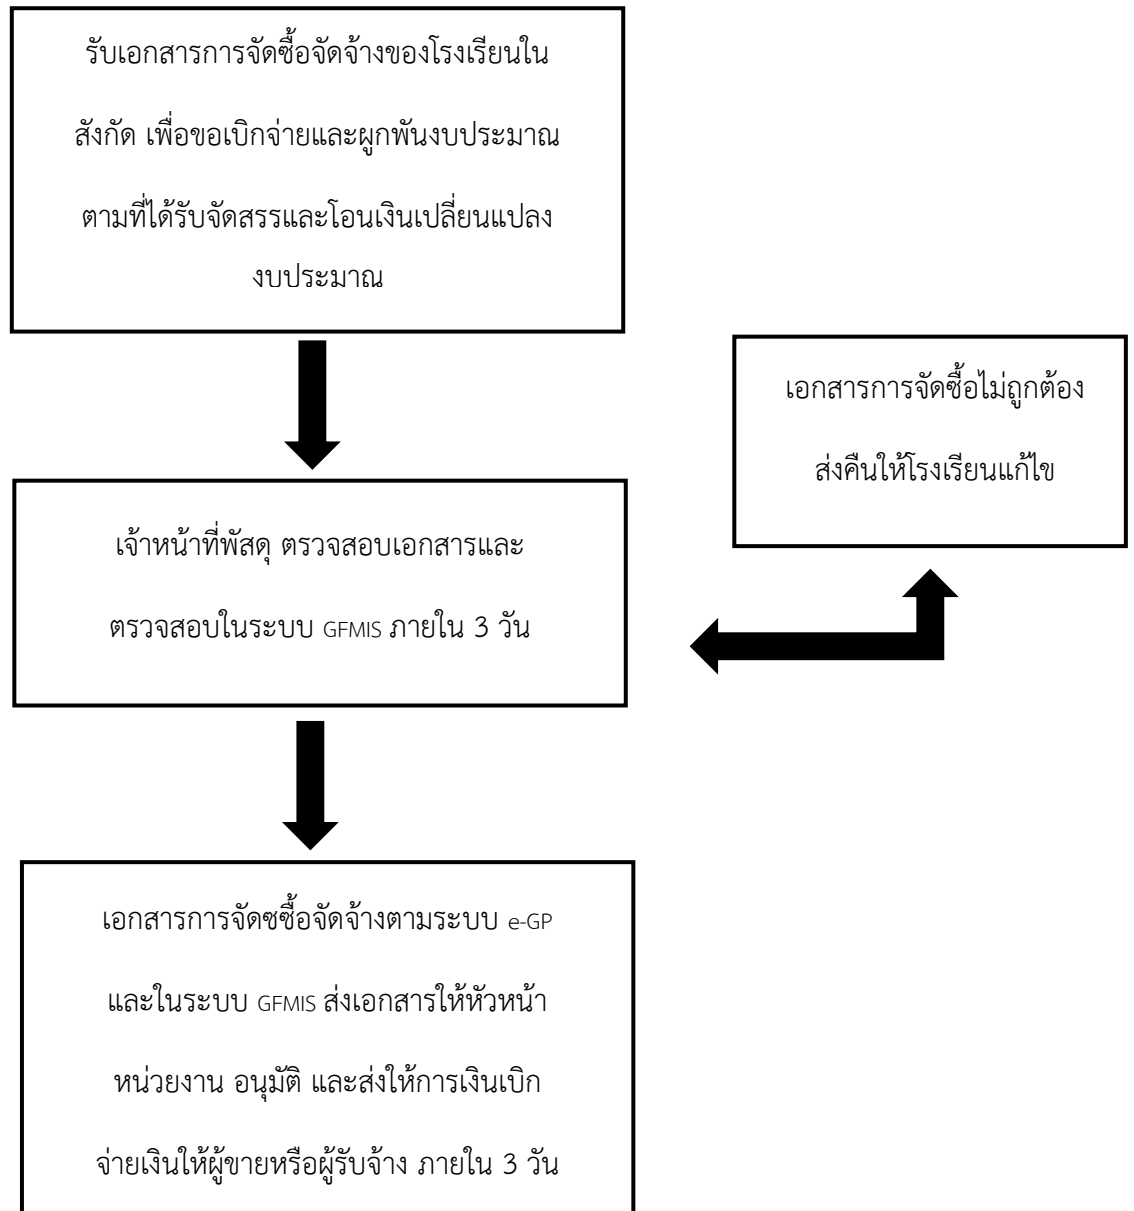 รับเอกสารการจัดซื้อจัดจ้างของโรงเรียนใน
สังกัด เพื่อขอเบิกจ่ายและผูกพันงบประมาณ
ตามที่ได้รับจัดสรรและโอนเงินเปลี่ยนแปลง
งบประมาณ
เอกสารการจัดซื้อไม่ถูกต้อง
ส่งคืนให้โรงเรียนแก้ไข
เจ้าหน้าที่พัสดุ ตรวจสอบเอกสารและ
ตรวจสอบในระบบ GFMIS ภายใน 3 วัน
เอกสารการจัดซซื้อจัดจ้างตามระบบ e-GP
และในระบบ GFMIS ส่งเอกสารให้หัวหน้า
หน่วยงาน อนุมัติ และส่งให้การเงินเบิก
จ่ายเงินให้ผู้ขายหรือผู้รับจ้าง ภายใน 3 วัน